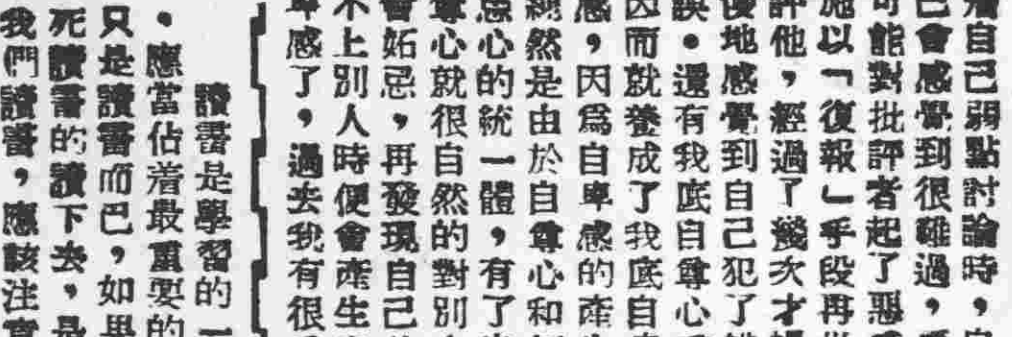 自己弱點討論時，
己會感覺到很難過，
可能對批評者起了惡
施以「復報」手段再
評他，經過了幾次才
地感覺到自己犯了
誤•還有我底自尊心
因而就養成了我底自
感，因爲自卑感的產
然是由於自尊心和
忌心的統一體，有了
尊心就很自然的對別
會妬忌，再發現自己
不上別人時便會產生
卑感了，過去我有很
讀書是學習的一
•應當佔着最重要的
只是讀書而巴，如果
死讀書的讀下去，是
我們讀書，應該注意